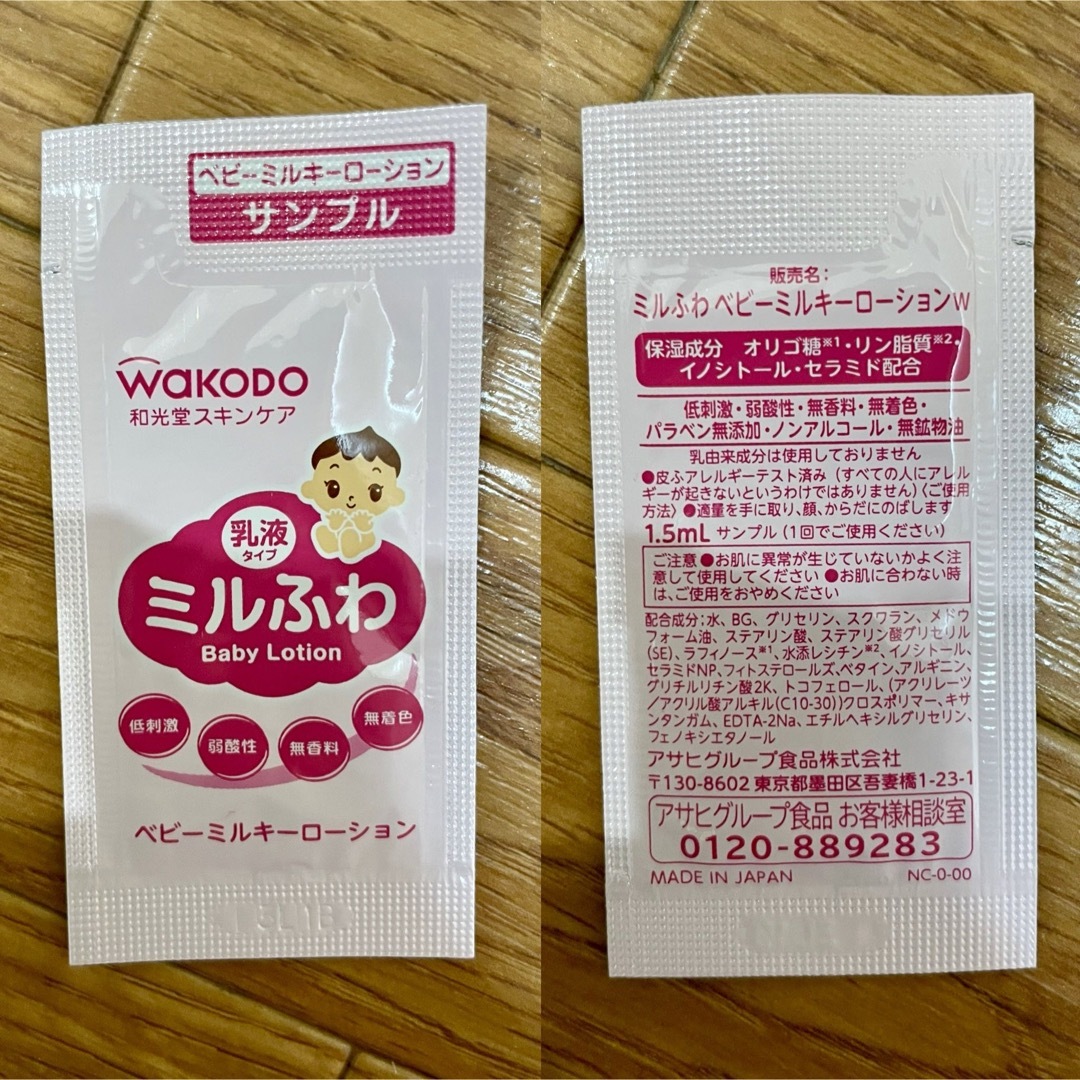 ベビーミルキーローション
サンプル
WAKODO
和光堂スキンケア
乳液
タイプ
ミルふわ
Baby Lotion
低刺激
弱酸性
無香料
無着色
ベビーミルキーローション
販売名：
ミルふわ ベビーミルキーローションW
保湿成分 オリゴ糖※1・リン脂質※2・
イノシトール・セラミド配合
低刺激・弱酸性・無香料・無着色・
パラベン無添加・ノンアルコール・無鉱物油
乳由来成分は使用しておりません
●皮ふアレルギーテスト済み（すべての人にアレル
ギーが起きないというわけではありません）〈ご使用
方法〉●適量を手に取り、顔、からだにのばします
1.5mL サンプル（1回でご使用ください）
ご注意 ●お肌に異常が生じていないかよく注
意して使用してください ●お肌に合わない時
は、ご使用をおやめください
配合成分：水、BG、グリセリン、スクワラン、メドウ
フォーム油、ステアリン酸、ステアリン酸グリセリル
(SE)、ラフィノース※1、水添レシチン※2、イノシトール、
セラミドNP、フィトステロールズ、ベタイン、アルギニン、
グリチルリチン酸2K、トコフェロール、(アクリレーツ
／アクリル酸アルキル(C10-30))クロスポリマー、キサ
ンタンガム、EDTA-2Na、エチルヘキシルグリセリン、
フェノキシエタノール
アサヒグループ食品株式会社
〒130-8602 東京都墨田区吾妻橋1-23-1
アサヒグループ食品 お客様相談室
0120-889283
MADE IN JAPAN NC-0-00